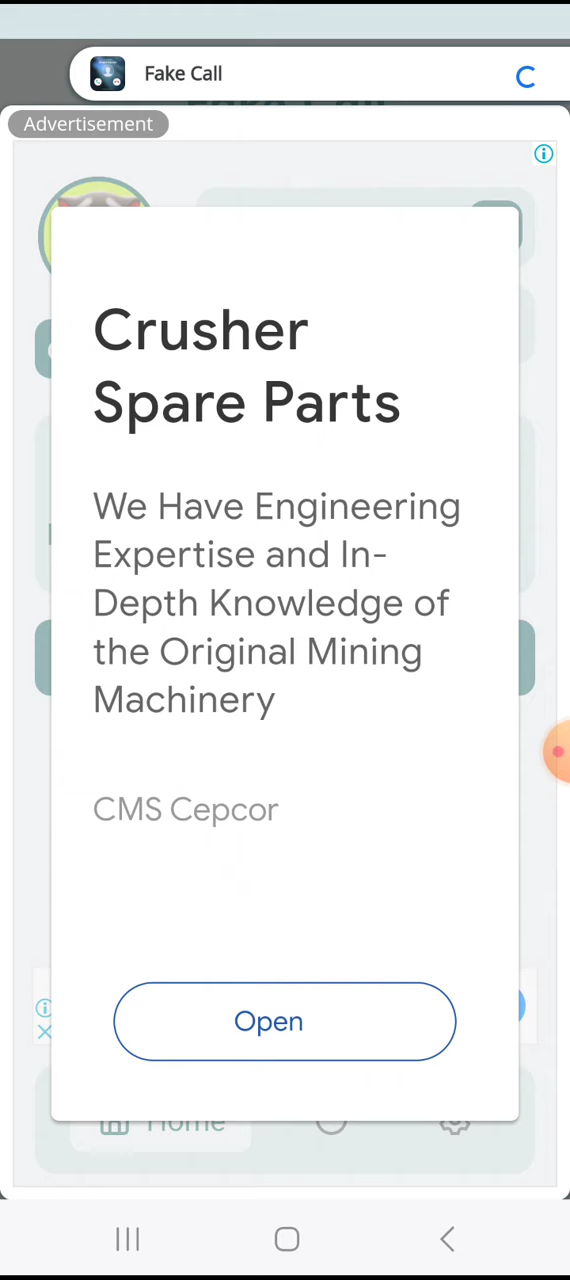 Fake Call
Advertisement
Crusher
Spare Parts
We Have Engineering
Expertise and In-
Depth Knowledge of
the Original Mining
Machinery
CMS Cepcor
Open
Home